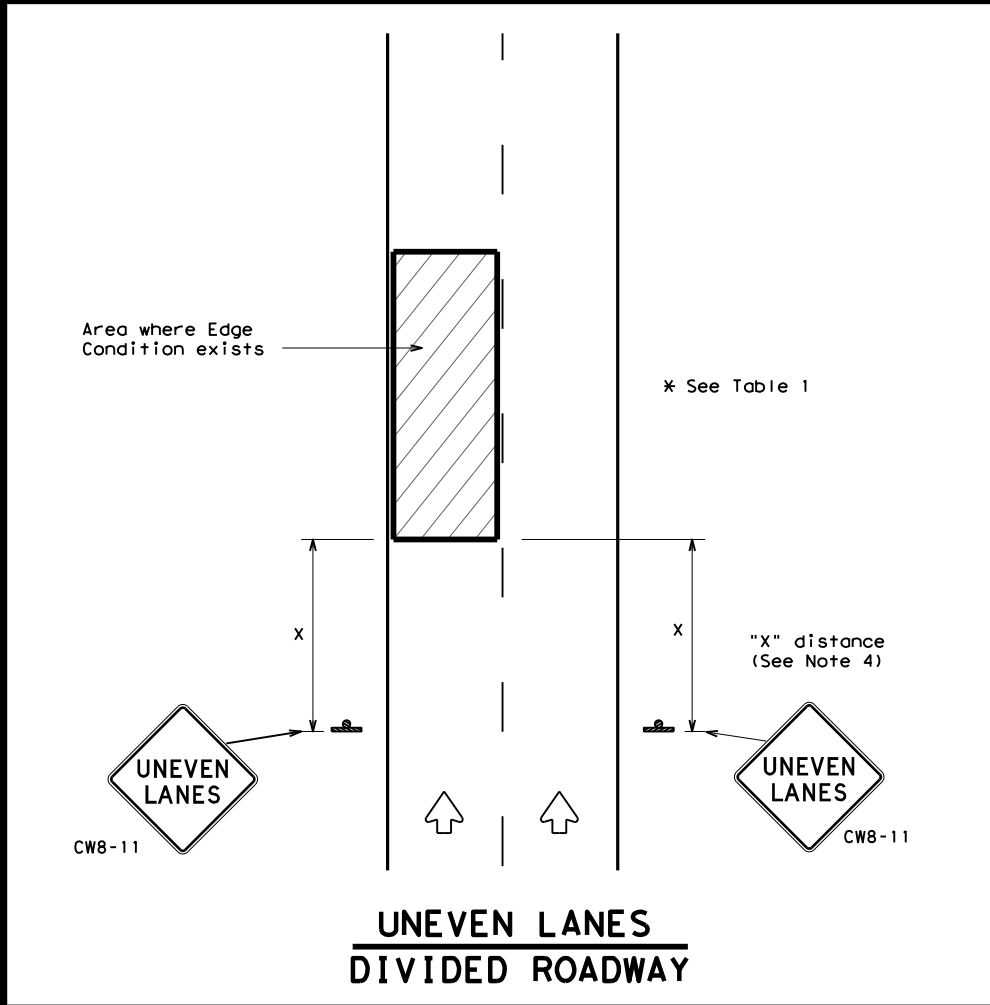 Area where Edge
Condition exists
* See Table 1
X
X
"X" distance
(See Note 4)
UNEVEN
LANES
CW8-11
UNEVEN
LANES
CW8-11
UNEVEN LANES
DIVIDED ROADWAY